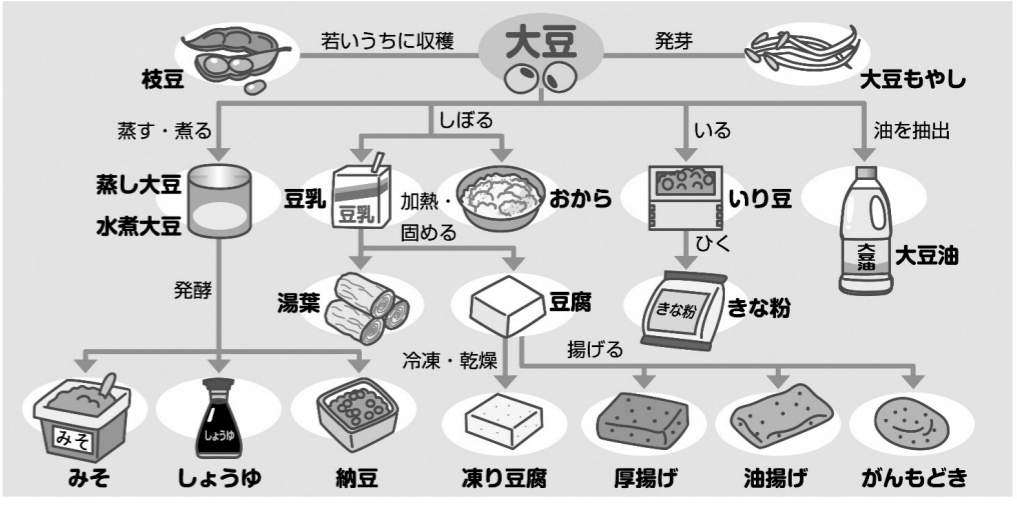 若いうちに収穫
大豆
発芽
枝豆
大豆もやし
蒸す・煮る
しぼる
いる
油を抽出
蒸し大豆
水煮大豆
豆乳
豆乳
加熱・
固める
おから
いり豆
大豆油
大豆油
ひく
発酵
湯葉
豆腐
きな粉
きな粉
冷凍・乾燥
揚げる
みそ
しょうゆ
みそ
しょうゆ
納豆
凍り豆腐
厚揚げ
油揚げ
がんもどき